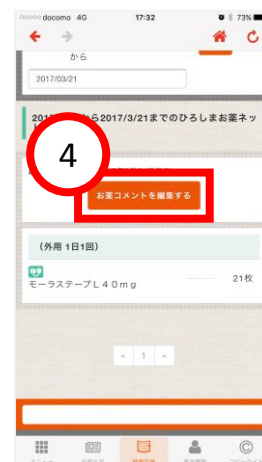 docomo 4G 17:32 73%
から
2017/03/21
から2017/3/21までのひろしまお薬ネッ
4
お薬コメントを編集する
(外用 1日1回)
モーラステープL40mg 21枚
« 1 »